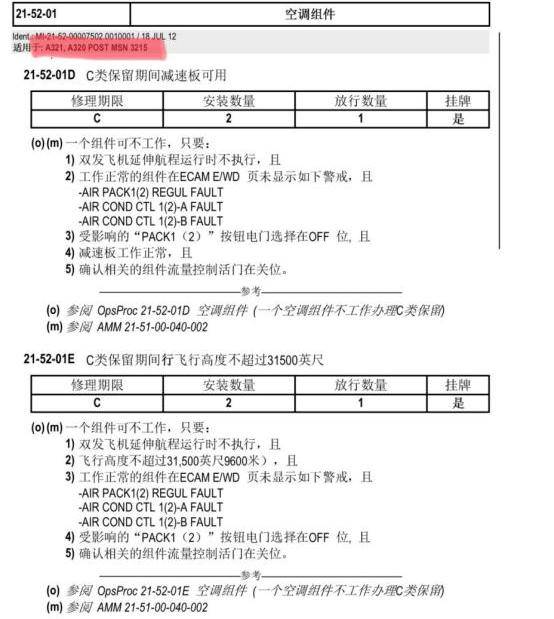 21-52-01 空调组件
Ident.: MI-21-52-00007502.0010001 / 18 JUL 12
适用于: A321, A320 POST MSN 3215
21-52-01D C类保留期间减速板可用
修理期限 安装数量 放行数量 挂牌
C 2 1 是
(o)(m) 一个组件可不工作，只要：
1) 双发飞机延伸航程运行时不执行，且
2) 工作正常的组件在ECAM E/WD 页未显示如下警戒，且
-AIR PACK1(2) REGUL FAULT
-AIR COND CTL 1(2)-A FAULT
-AIR COND CTL 1(2)-B FAULT
3) 受影响的“PACK1（2）”按钮电门选择在OFF 位, 且
4) 减速板工作正常，且
5) 确认相关的组件流量控制活门在关位。
参考
(o) 参阅 OpsProc 21-52-01D 空调组件 (一个空调组件不工作办理C类保留)
(m) 参阅 AMM 21-51-00-040-002
21-52-01E C类保留期间行飞行高度不超过31500英尺
修理期限 安装数量 放行数量 挂牌
C 2 1 是
(o)(m) 一个组件可不工作，只要：
1) 双发飞机延伸航程运行时不执行，且
2) 飞行高度不超过31,500英尺9600米），且
3) 工作正常的组件在ECAM E/WD 页未显示如下警戒，且
-AIR PACK1(2) REGUL FAULT
-AIR COND CTL 1(2)-A FAULT
-AIR COND CTL 1(2)-B FAULT
4) 受影响的“PACK1（2）”按钮电门选择在OFF 位, 且
5) 确认相关的组件流量控制活门在关位。
参考
(o) 参阅 OpsProc 21-52-01E 空调组件 (一个空调组件不工作办理C类保留)
(m) 参阅 AMM 21-51-00-040-002